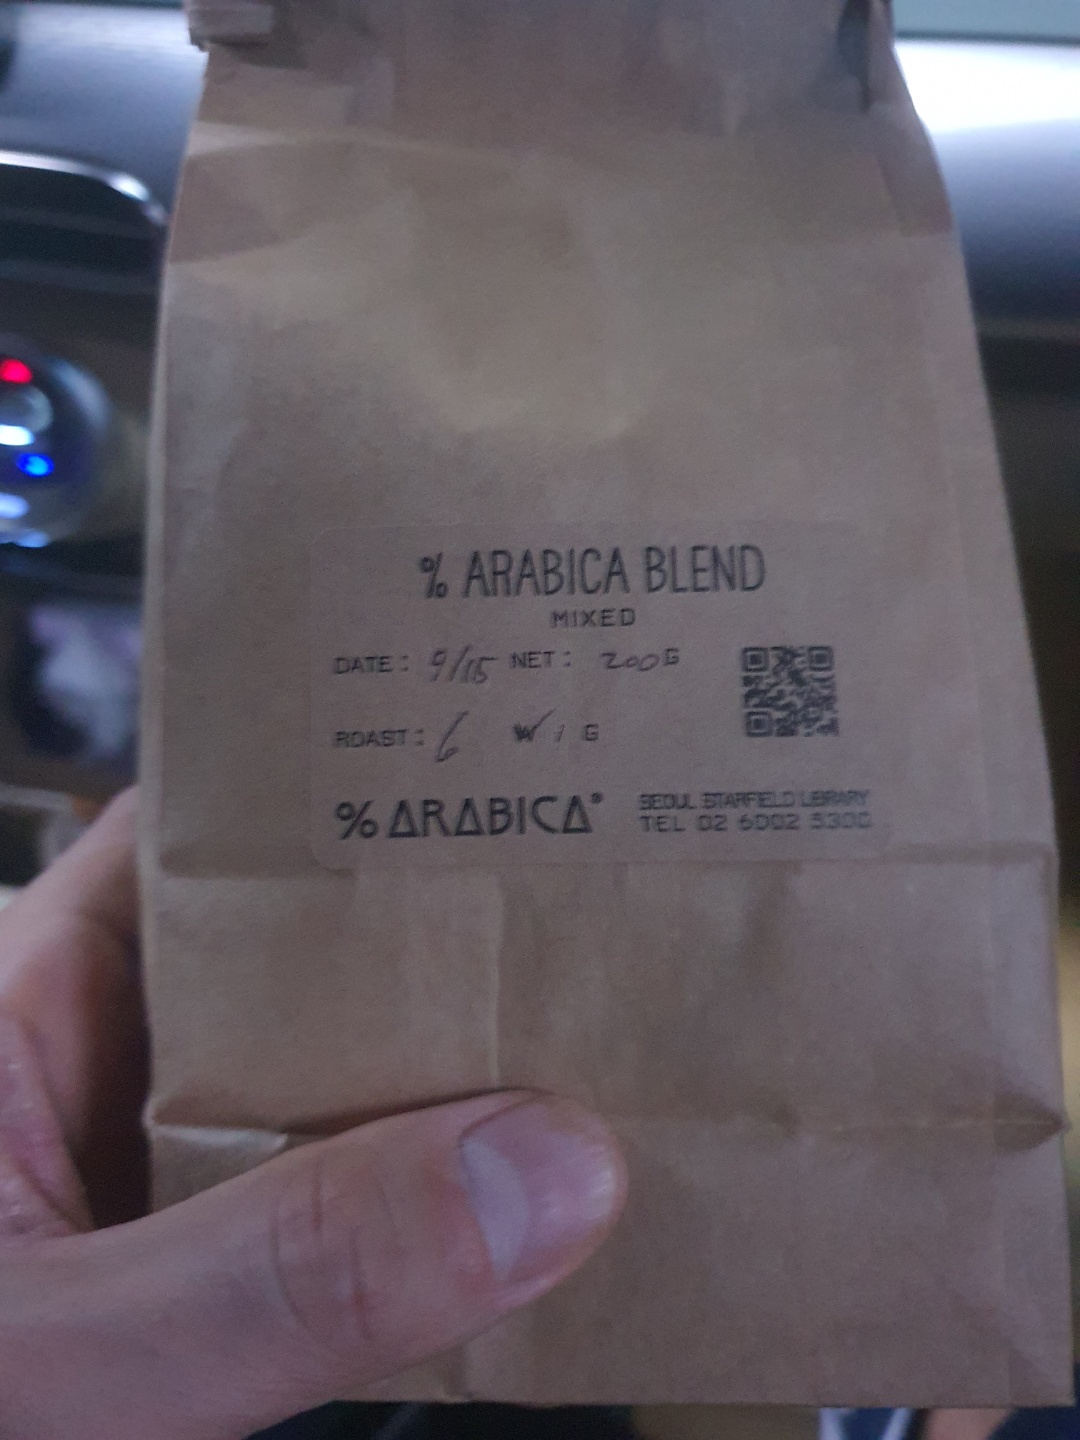 % ARABICA BLEND
MIXED
DATE: 9/15 NET: 200G
ROAST: 6 W / G
% ARABICA®
SEOUL STARFIELD LIBRARY
TEL 02 6002 5300